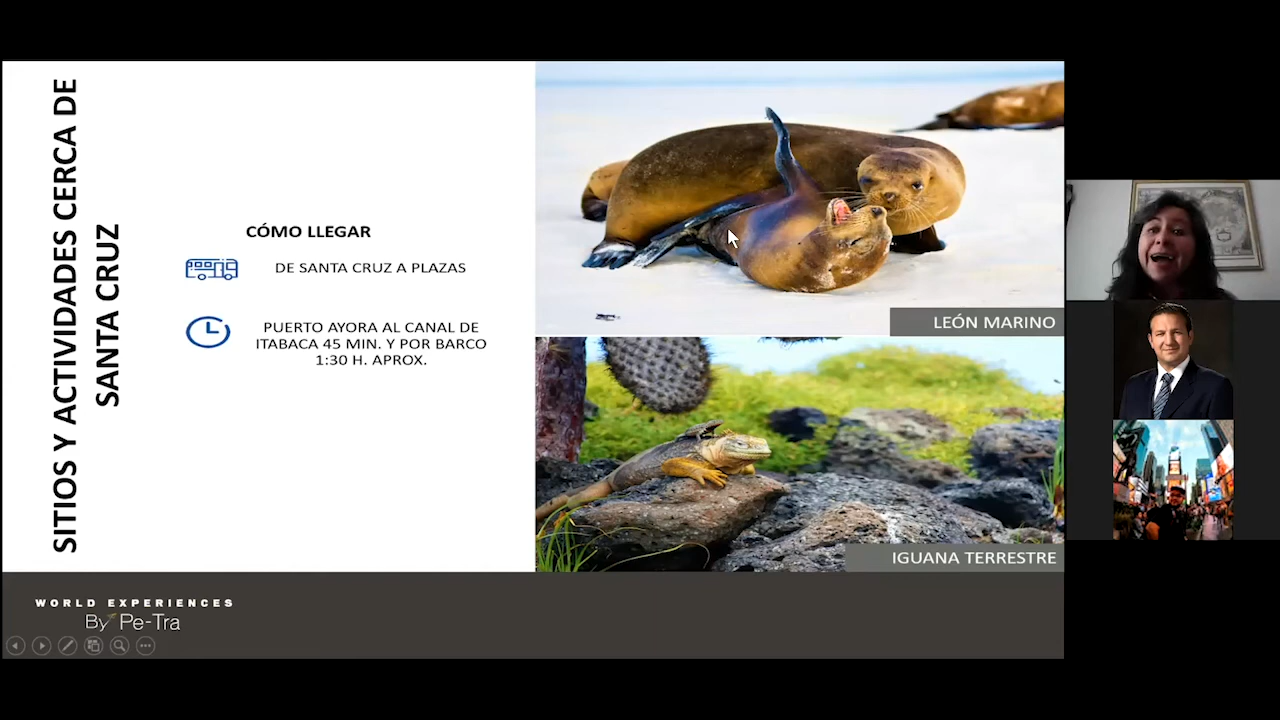 SITIOS Y ACTIVIDADES CERCA DE
SANTA CRUZ
CÓMO LLEGAR
DE SANTA CRUZ A PLAZAS
PUERTO AYORA AL CANAL DE
ITABACA 45 MIN. Y POR BARCO
1:30 H. APROX.
LEÓN MARINO
IGUANA TERRESTRE
WORLD EXPERIENCES
By Pe-Tra